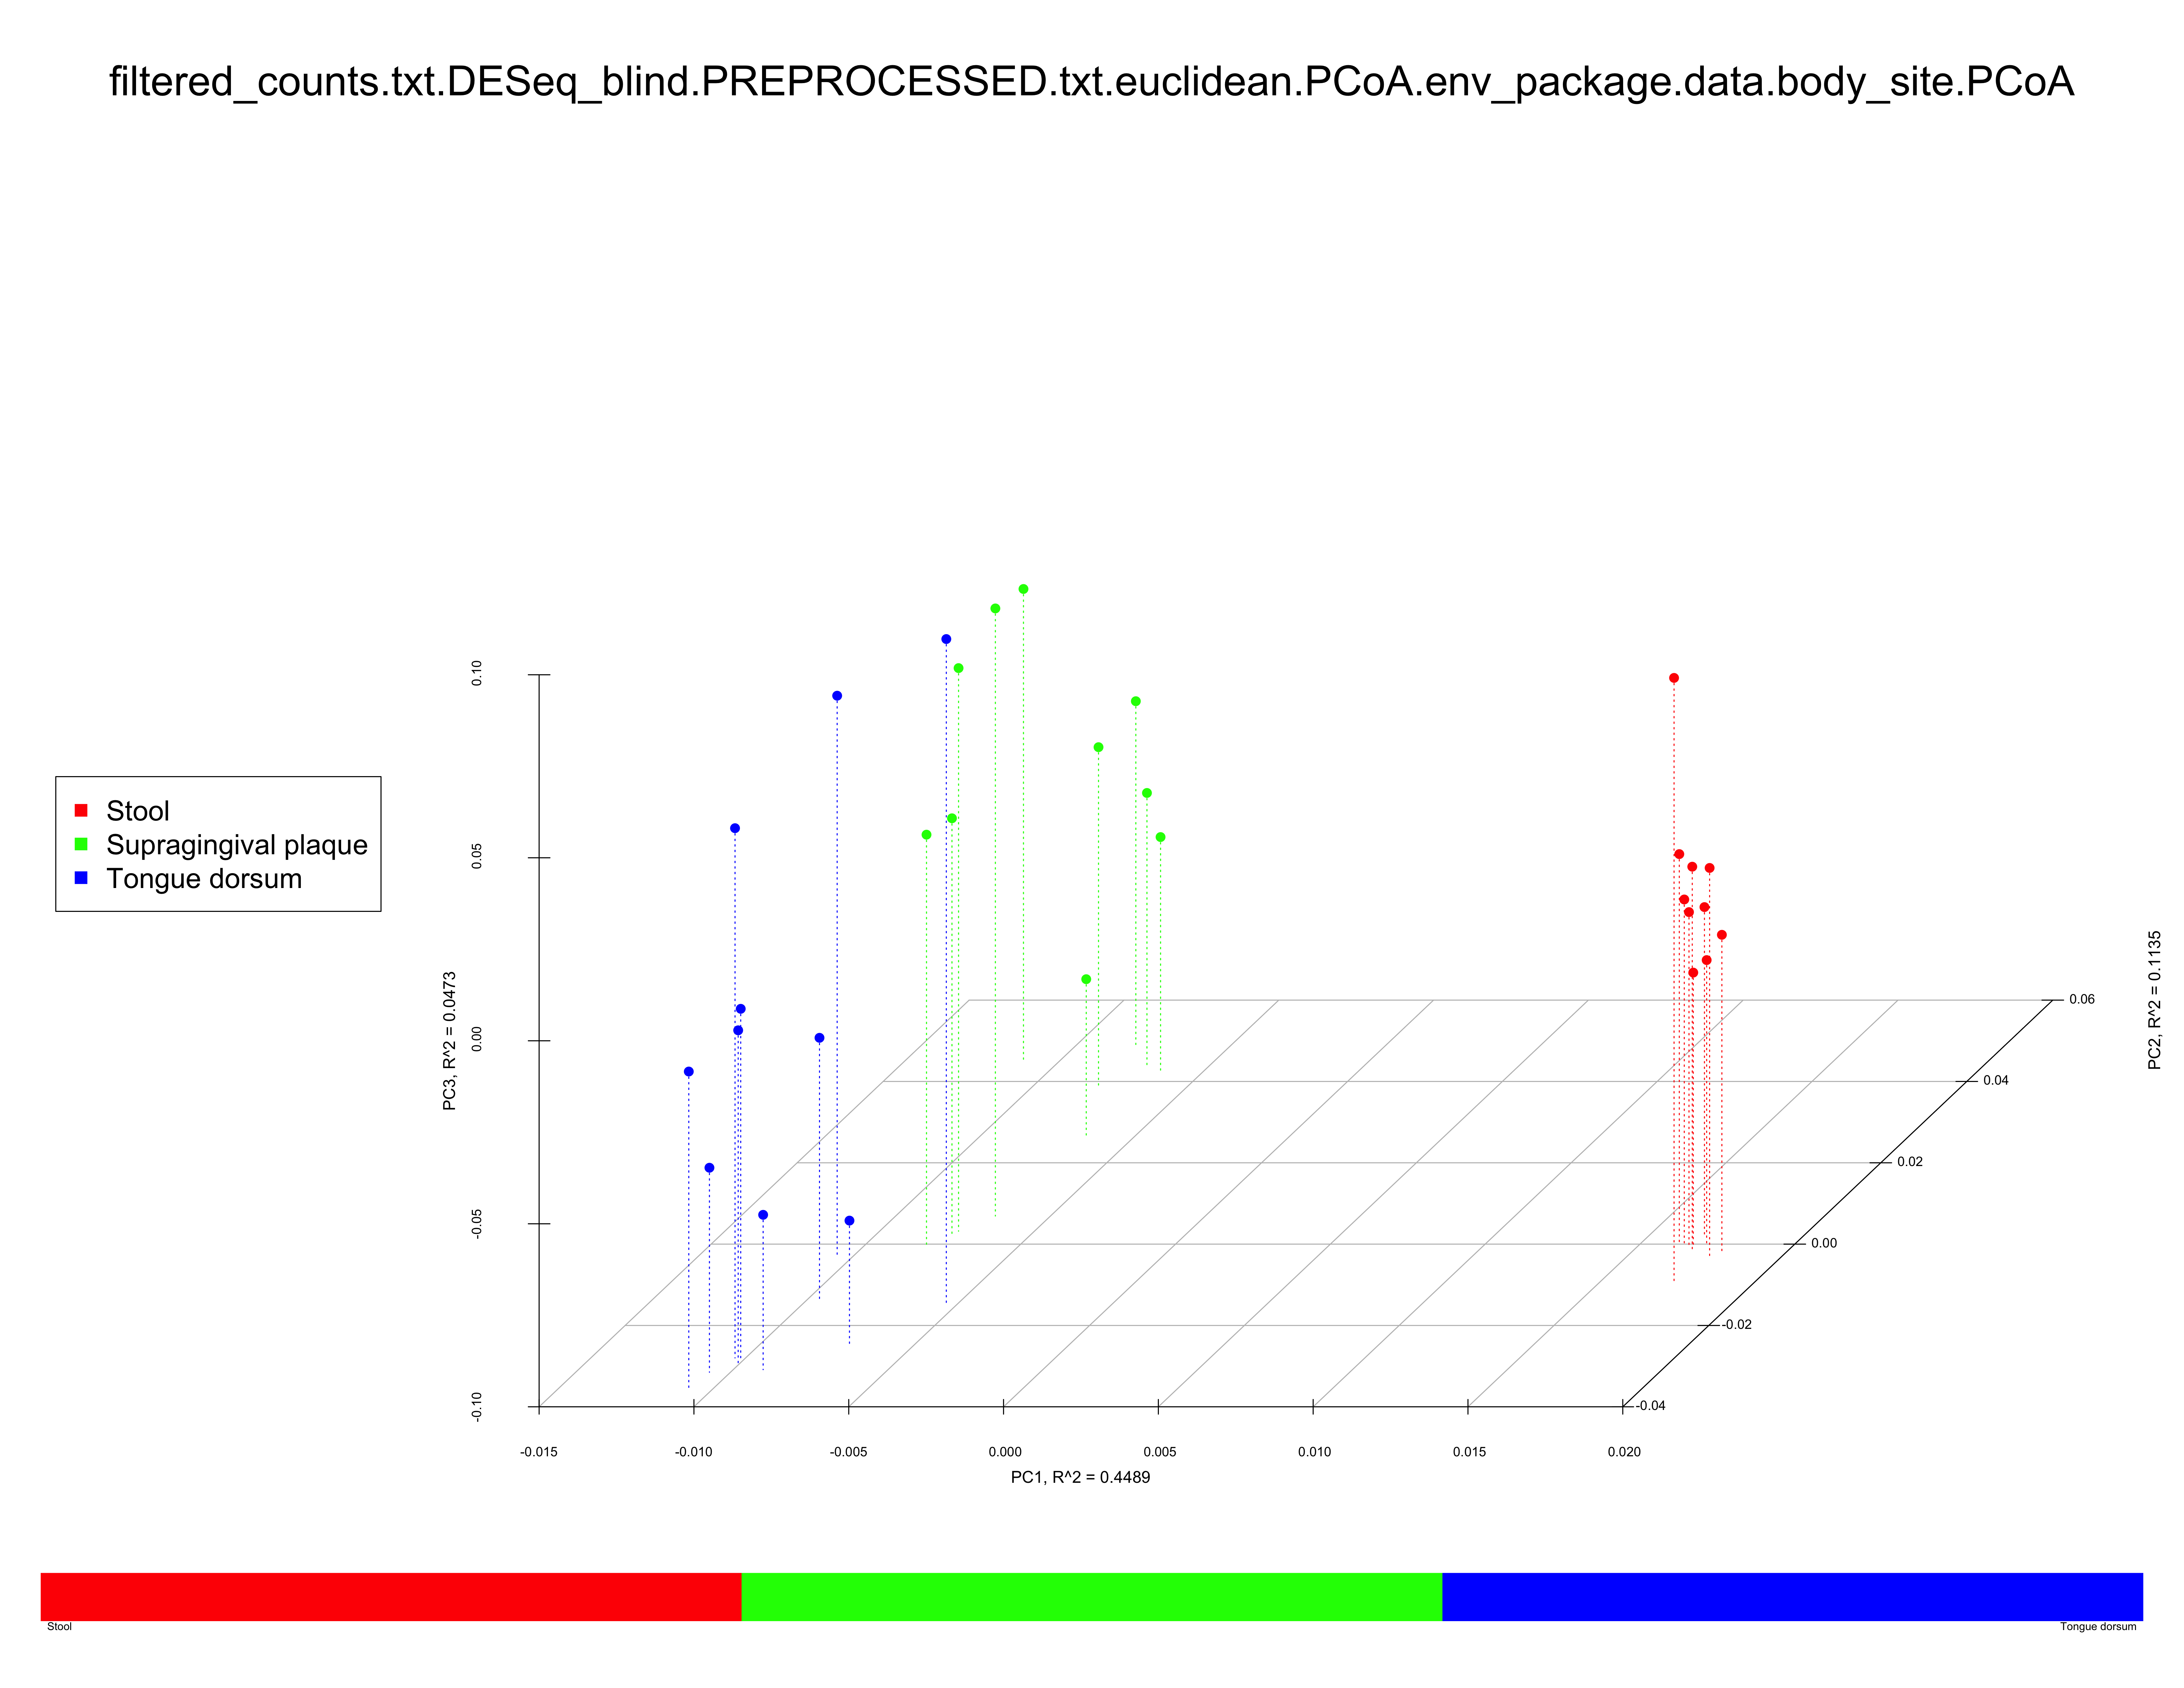 filtered_counts.txt.DESeq_blind.PREPROCESSED.txt.euclidean.PCoA.env_package.data.body_site.PCoA
Stool
Supragingival plaque
Tongue dorsum
PC3, R^2 = 0.0473
0.10
0.05
0.00
-0.05
-0.10
PC2, R^2 = 0.1135
0.06
0.04
0.02
0.00
-0.02
-0.04
-0.015 -0.010 -0.005 0.000 0.005 0.010 0.015 0.020
PC1, R^2 = 0.4489
Stool Tongue dorsum